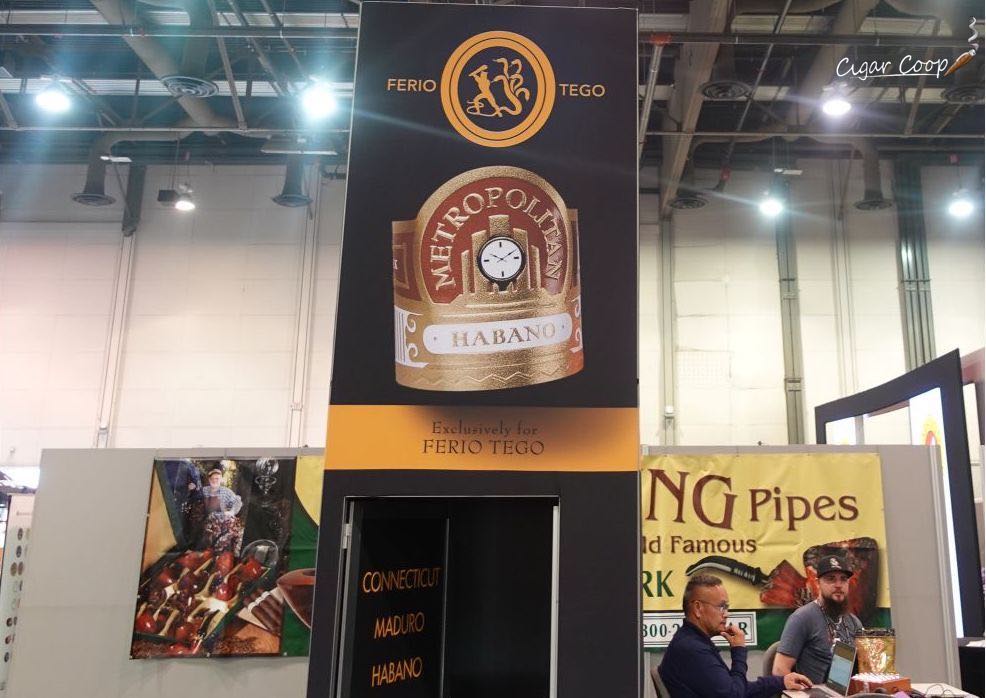 Cigar Coop
FERIO TEGO
METROPOLITAN
HABANO
Exclusively for
FERIO TEGO
NG Pipes
ld Famous
RK
CONNECTICUT
MADURO
HABANO